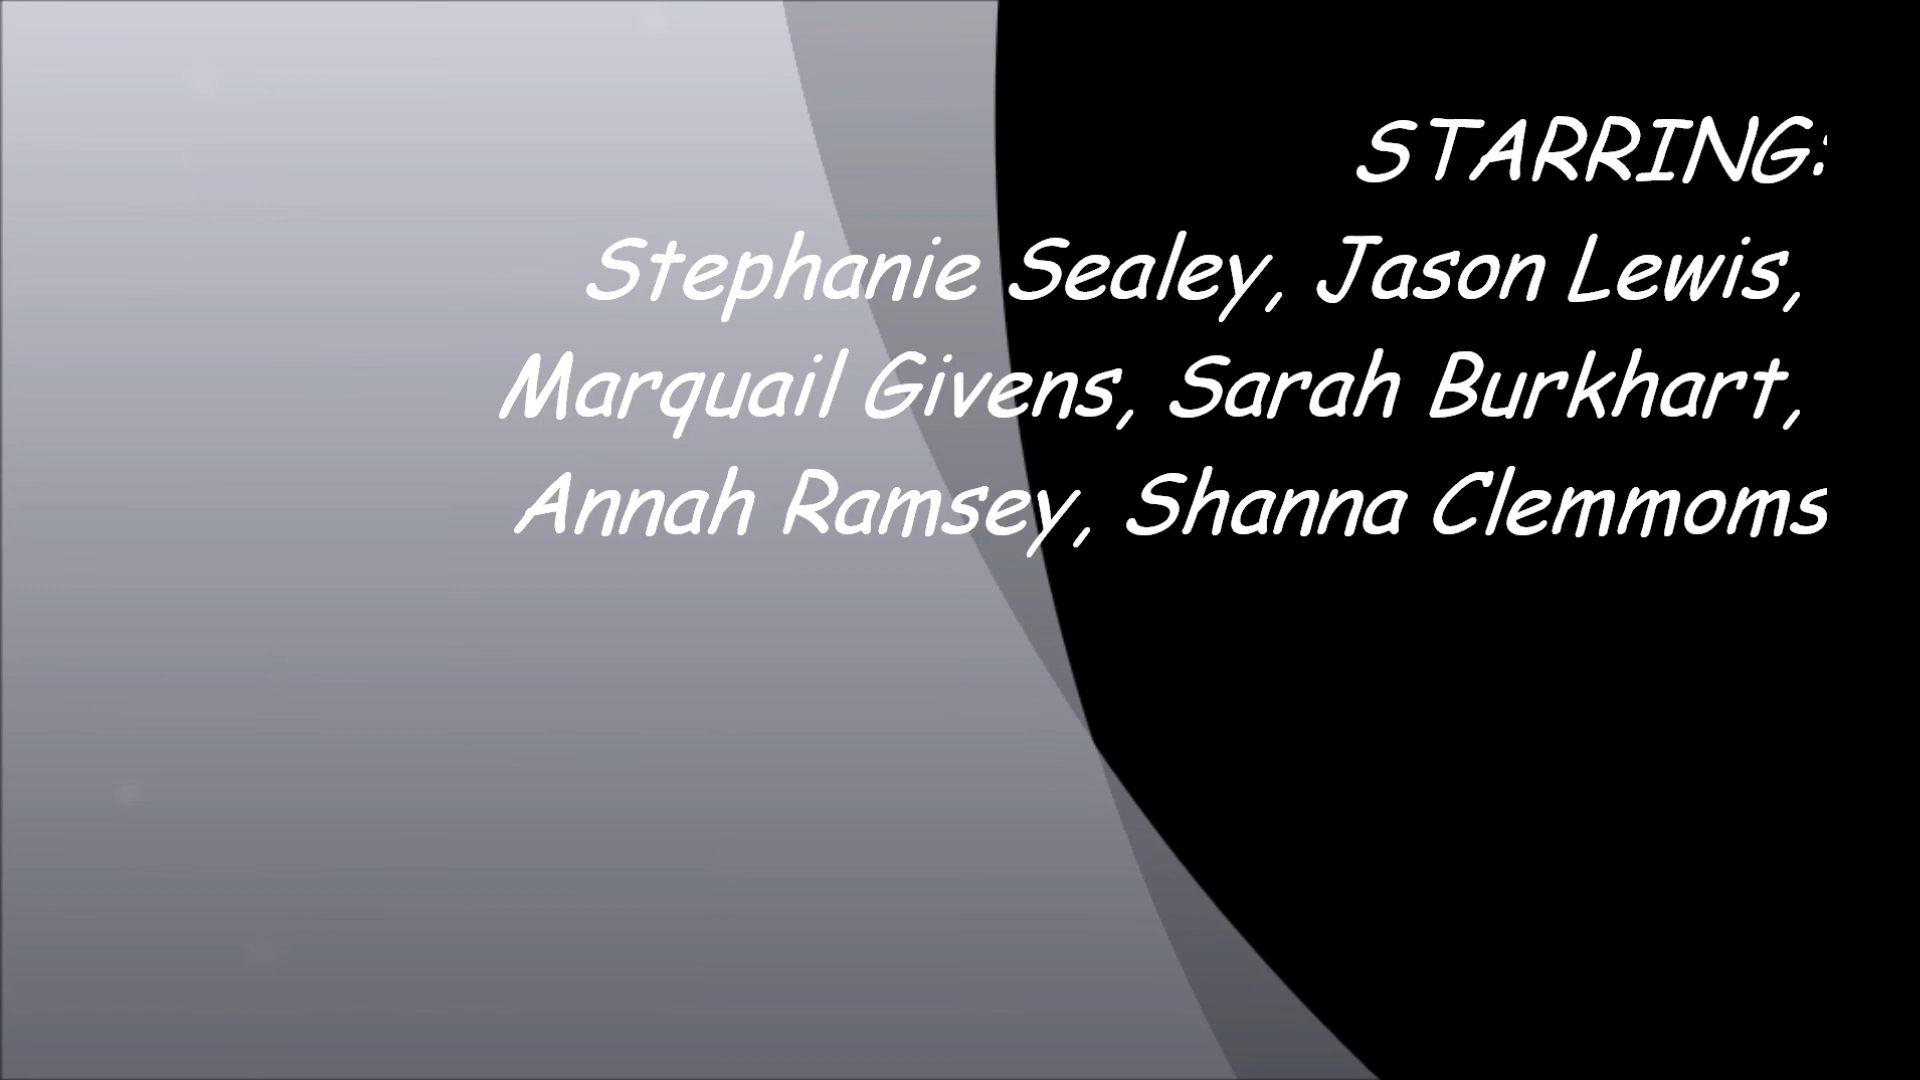 STARRING:
Stephanie Sealey, Jason Lewis,
Marquail Givens, Sarah Burkhart,
Annah Ramsey, Shanna Clemmoms